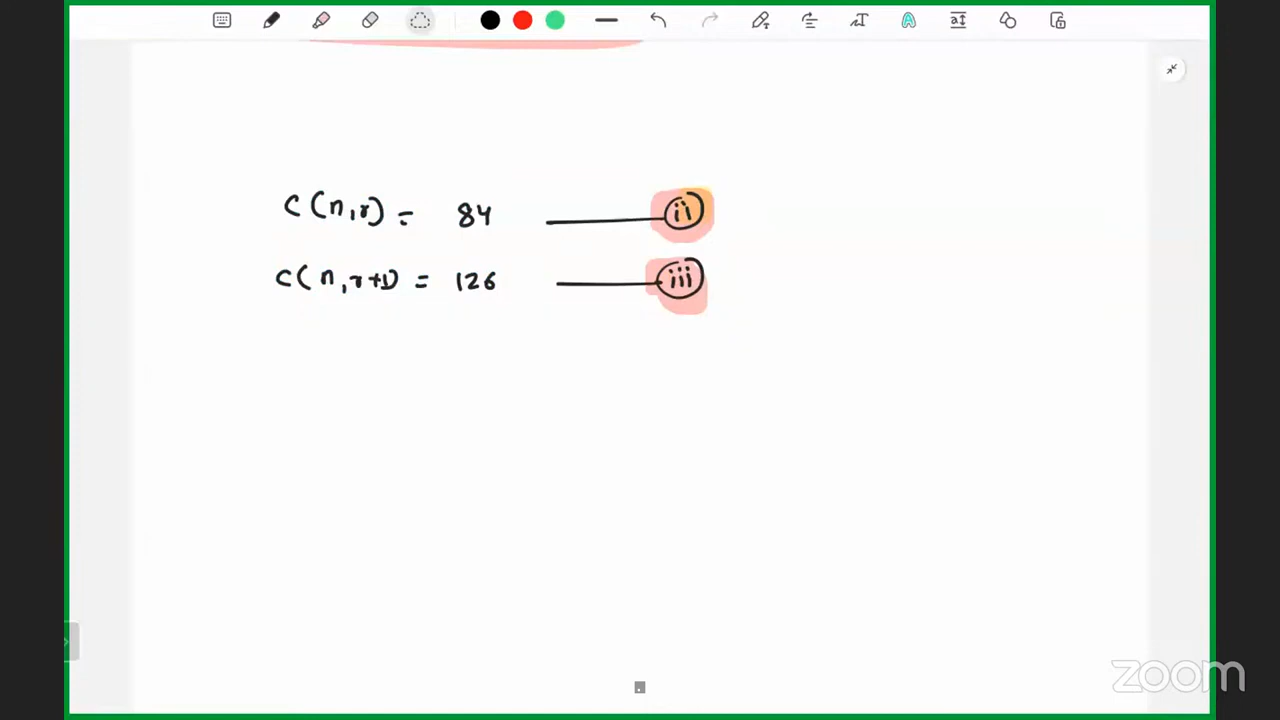 C(n,r) = 84 ii
C(n,r+1) = 126 iii
zoom